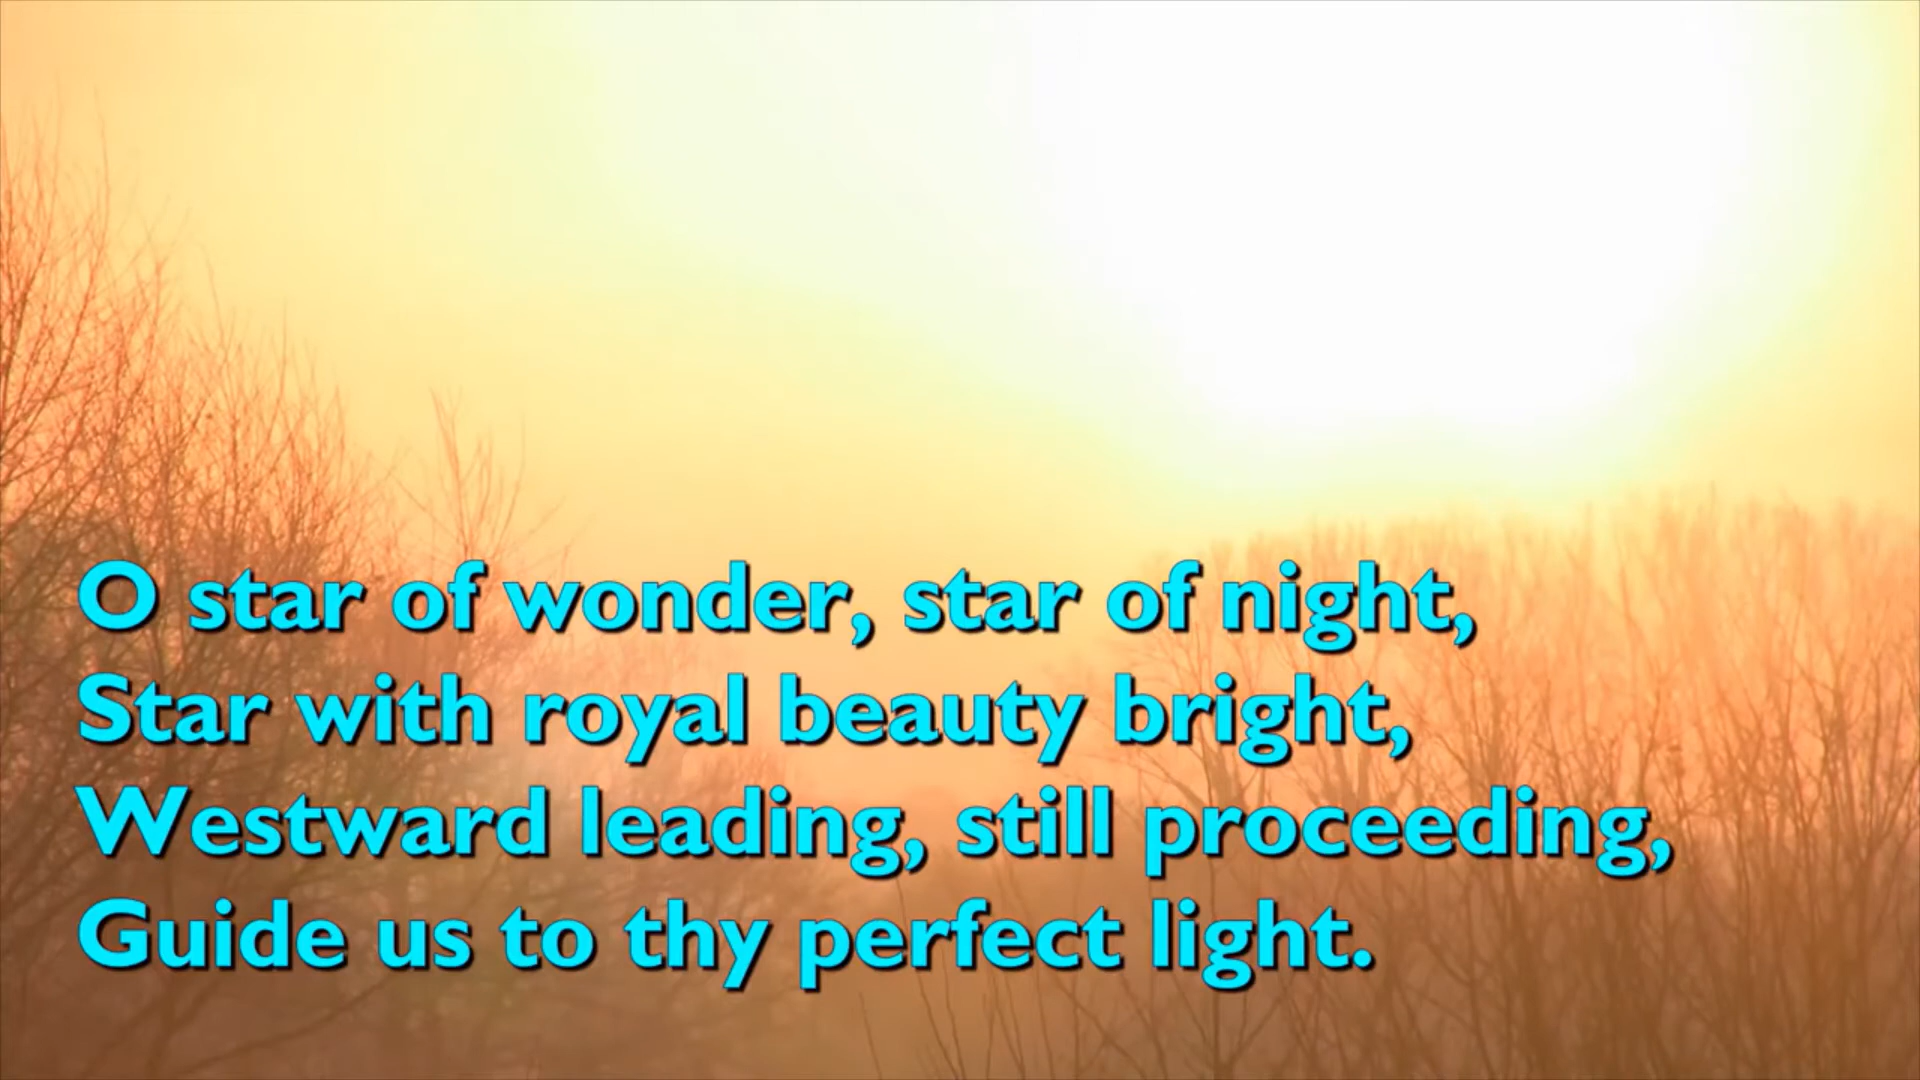 O star of wonder, star of night,
Star with royal beauty bright,
Westward leading, still proceeding,
Guide us to thy perfect light.